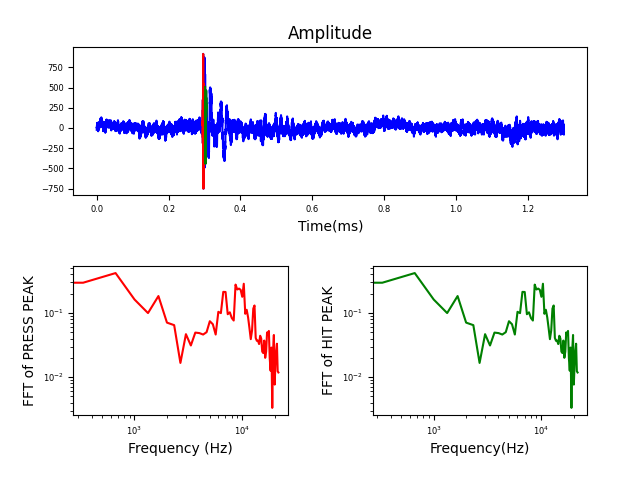 Amplitude
750
500
250
0
−250
−500
−750
0.0 0.2 0.4 0.6 0.8 1.0 1.2
Time(ms)
FFT of PRESS PEAK
10⁻¹
10⁻²
10³ 10⁴
Frequency (Hz)
FFT of HIT PEAK
10⁻¹
10⁻²
10³ 10⁴
Frequency(Hz)